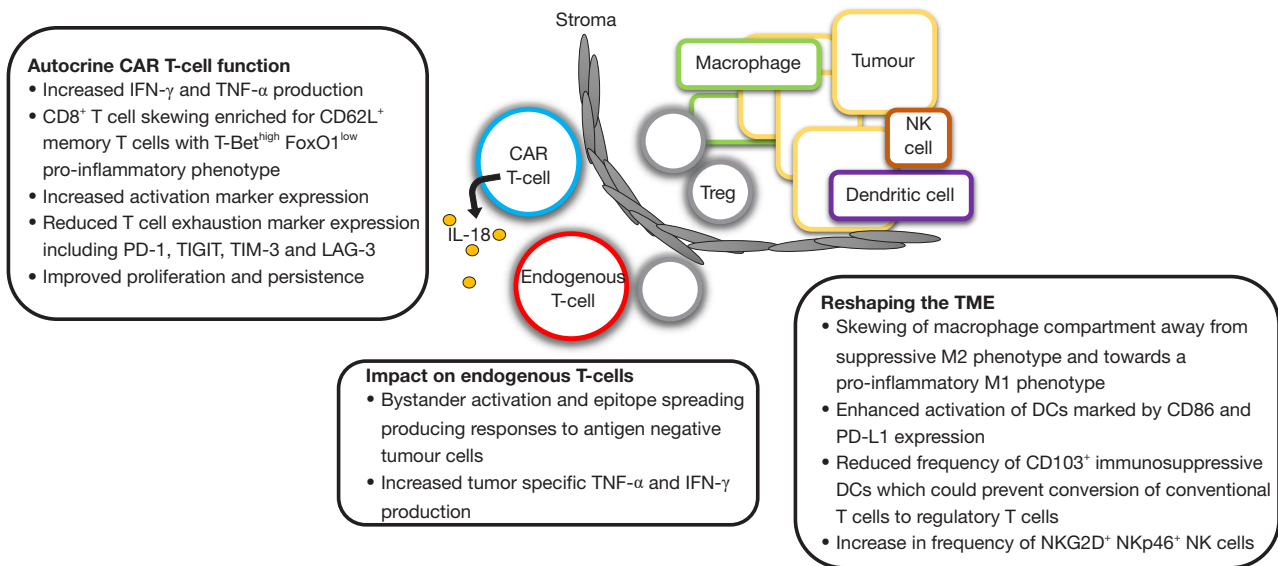 Stroma
Autocrine CAR T-cell function
• Increased IFN-γ and TNF-α production
• CD8⁺ T cell skewing enriched for CD62L⁺
memory T cells with T-Bet^high FoxO1^low
pro-inflammatory phenotype
• Increased activation marker expression
• Reduced T cell exhaustion marker expression
including PD-1, TIGIT, TIM-3 and LAG-3
• Improved proliferation and persistence
CAR
T-cell
IL-18
Endogenous
T-cell
Macrophage
Tumour
NK
cell
Treg
Dendritic cell
Impact on endogenous T-cells
• Bystander activation and epitope spreading
producing responses to antigen negative
tumour cells
• Increased tumor specific TNF-α and IFN-γ
production
Reshaping the TME
• Skewing of macrophage compartment away from
suppressive M2 phenotype and towards a
pro-inflammatory M1 phenotype
• Enhanced activation of DCs marked by CD86 and
PD-L1 expression
• Reduced frequency of CD103⁺ immunosuppressive
DCs which could prevent conversion of conventional
T cells to regulatory T cells
• Increase in frequency of NKG2D⁺ NKp46⁺ NK cells